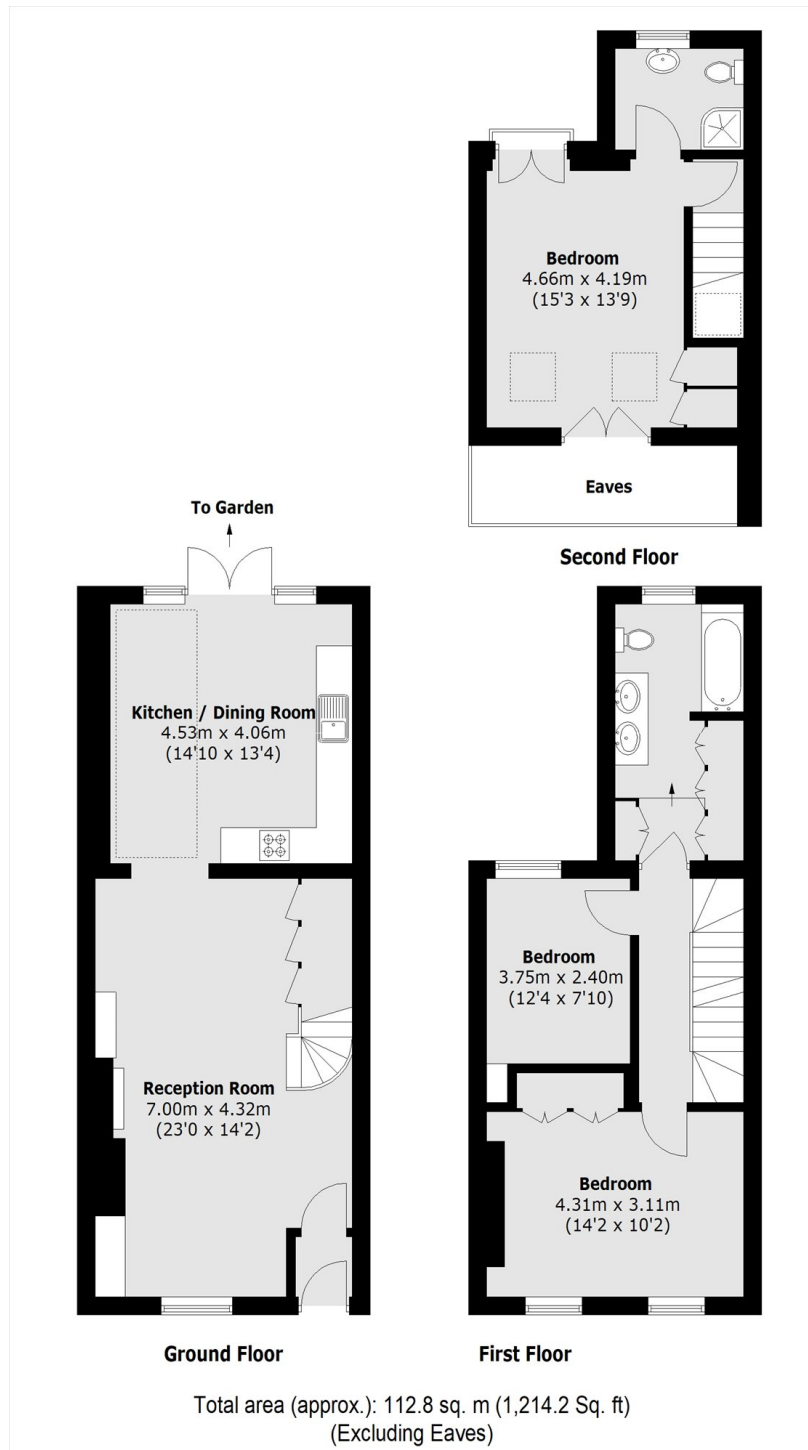 Bedroom
4.66m x 4.19m
(15'3 x 13'9)
Eaves
Second Floor
To Garden
Kitchen / Dining Room
4.53m x 4.06m
(14'10 x 13'4)
Reception Room
7.00m x 4.32m
(23'0 x 14'2)
Ground Floor
Bedroom
3.75m x 2.40m
(12'4 x 7'10)
Bedroom
4.31m x 3.11m
(14'2 x 10'2)
First Floor
Total area (approx.): 112.8 sq. m (1,214.2 Sq. ft)
(Excluding Eaves)